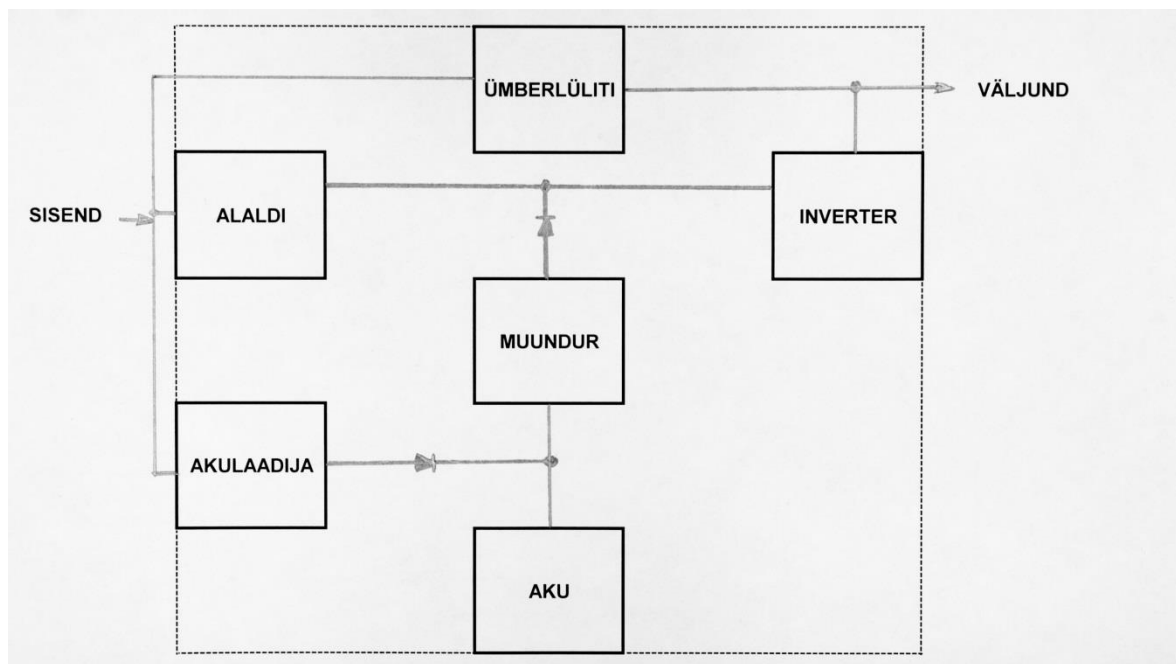 ÜMBERLÜLITI
VÄLJUND
SISEND
ALALDI
INVERTER
MUUNDUR
AKULAADIJA
AKU